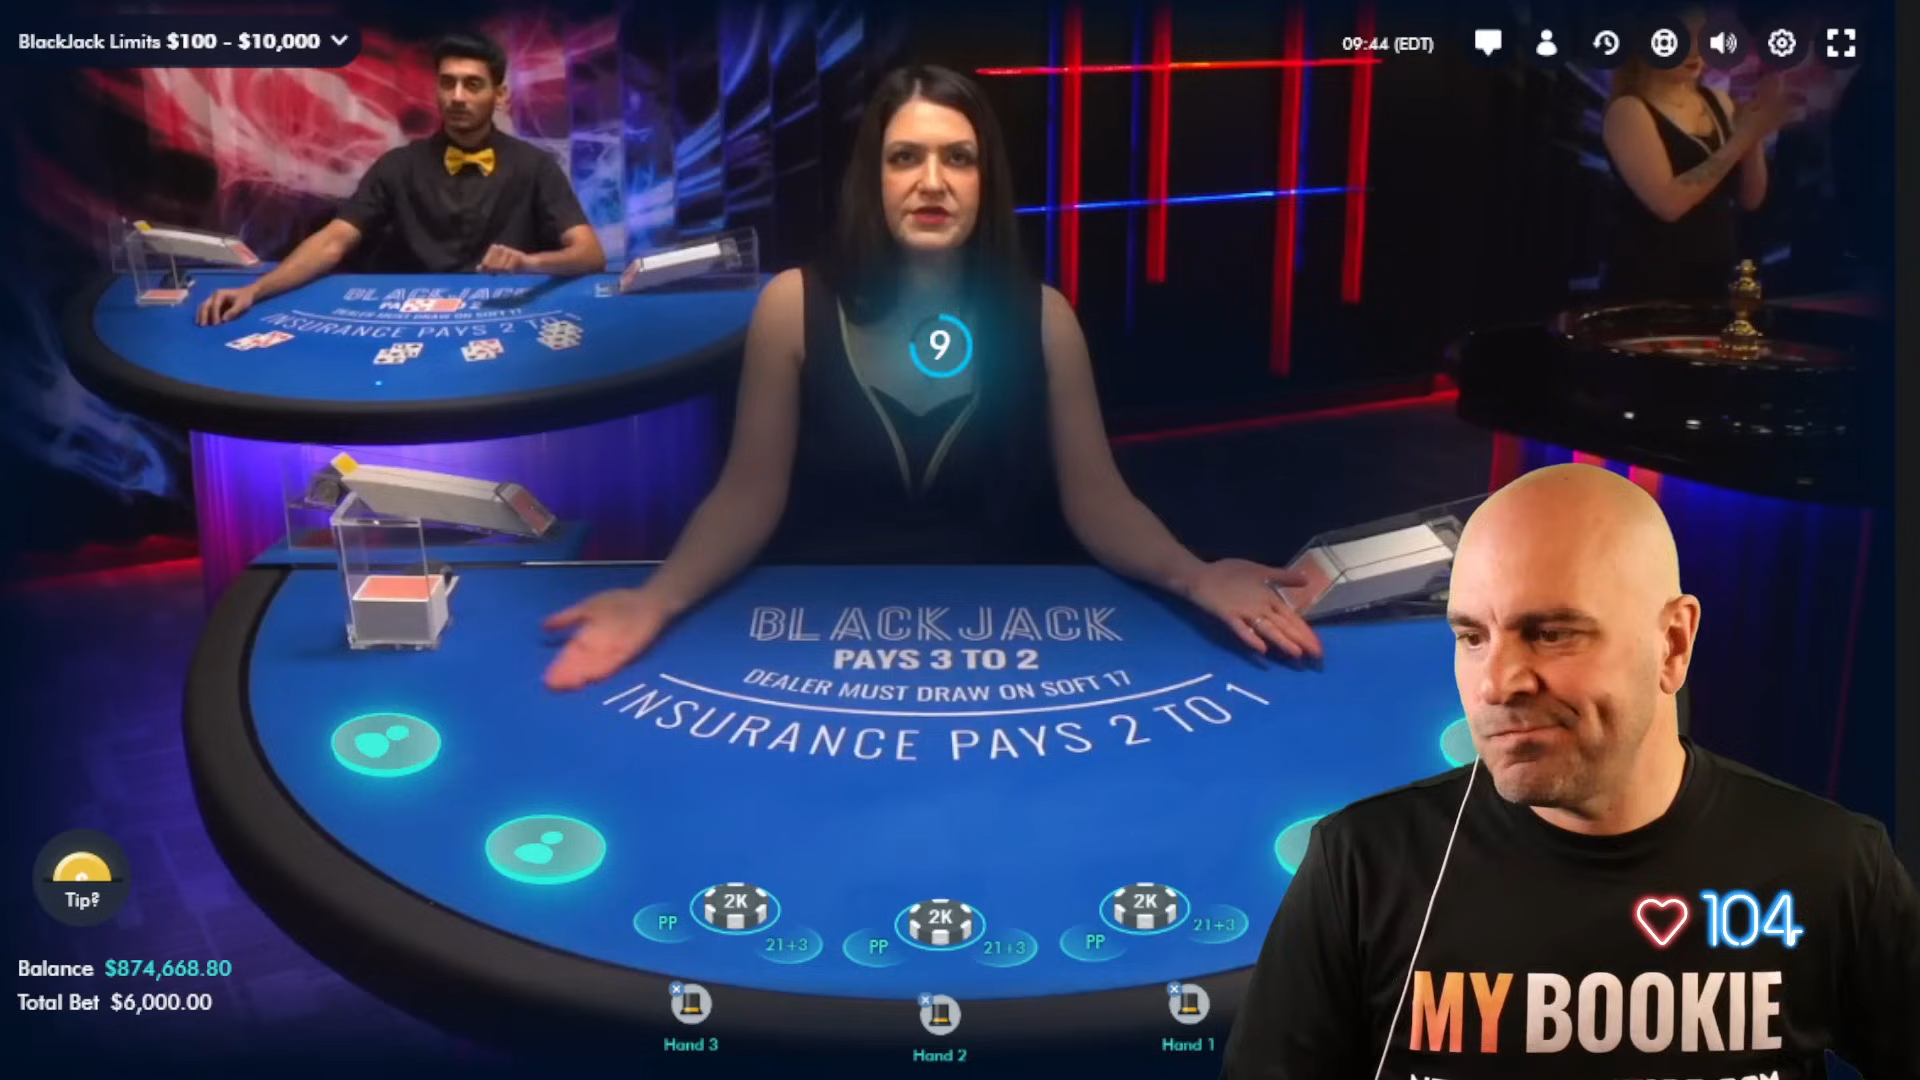 BlackJack Limits $100 - $10,000
09:44 (EDT)
9
BLACKJACK
INSURANCE PAYS 2 TO 1
BLACKJACK
PAYS 3 TO 2
DEALER MUST DRAW ON SOFT 17
INSURANCE PAYS 2 TO 1
Tip?
2K
2K
2K
PP
21+3
PP
21+3
PP
21+3
Balance $874,668.80
Total Bet $6,000.00
Hand 3
Hand 2
Hand 1
104
MY BOOKIE